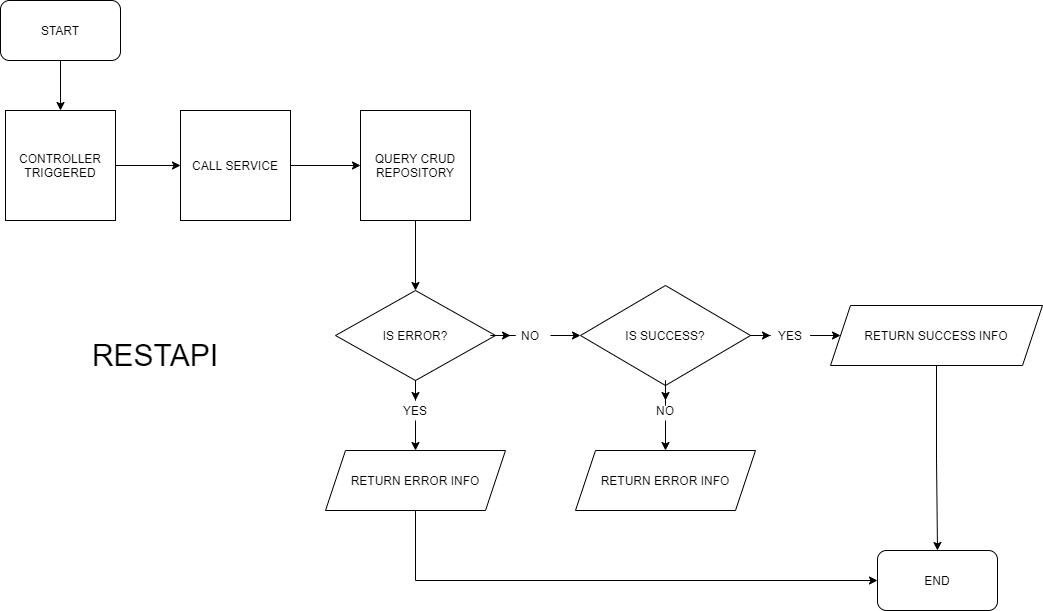 START
CONTROLLER
TRIGGERED
CALL SERVICE
QUERY CRUD
REPOSITORY
IS ERROR?
NO
IS SUCCESS?
YES
RETURN SUCCESS INFO
RESTAPI
YES
NO
RETURN ERROR INFO
RETURN ERROR INFO
END